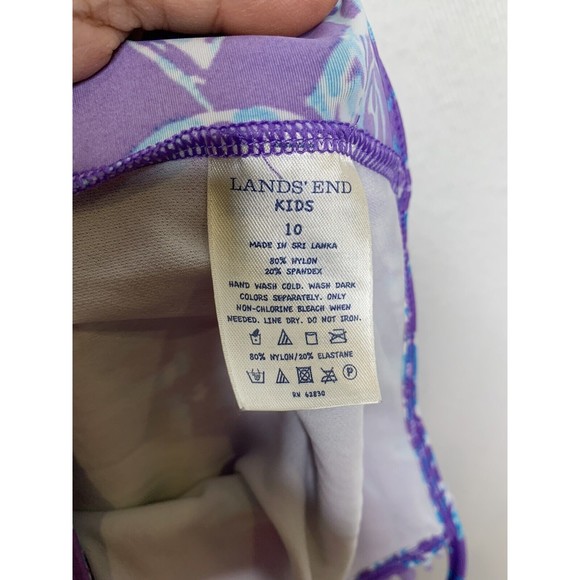 LANDS' END
KIDS
10
MADE IN SRI LANKA
80% NYLON
20% SPANDEX
HAND WASH COLD. WASH DARK
COLORS SEPARATELY. ONLY
NON-CHLORINE BLEACH WHEN
NEEDED. LINE DRY. DO NOT IRON.
80% NYLON/20% ELASTANE
P
RN 62830